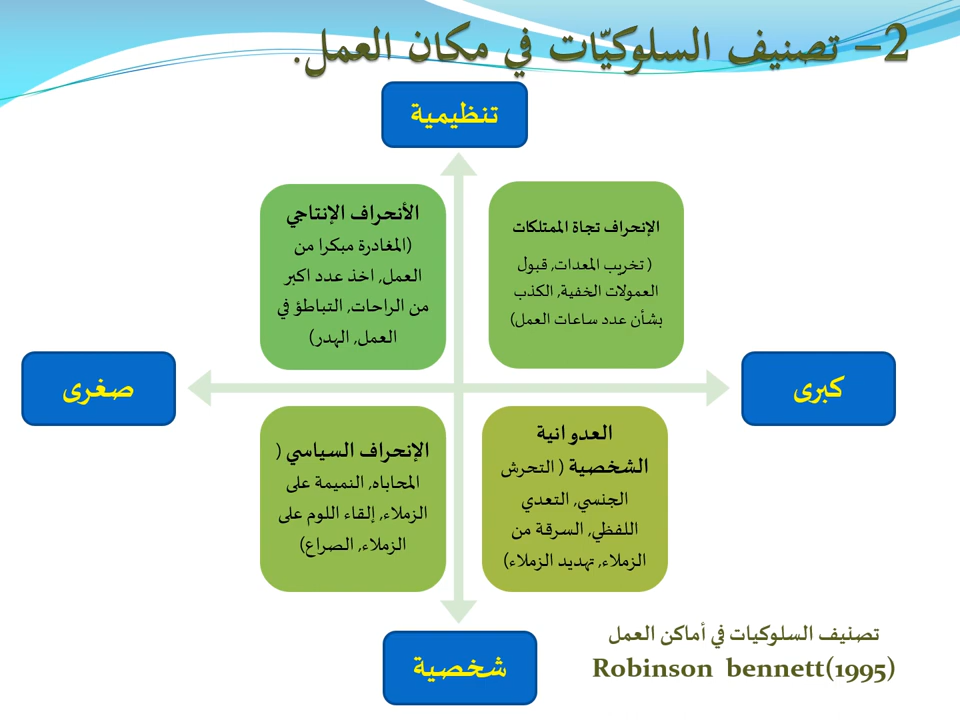 2- تصنيف السلوكيّات في مكان العمل.
تنظيمية
الإنحراف تجاة الممتلكات
( تخريب المعدات, قبول
العمولات الخفية, الكذب
بشأن عدد ساعات العمل)
الأنحراف الإنتاجي
(المغادرة مبكرا من
العمل, اخذ عدد اكبر
من الراحات, التباطؤ في
العمل, الهدر)
كبرى
صغرى
العدوانية
الشخصية ( التحرش
الجنسي, التعدي
اللفظي, السرقة من
الزملاء, تهديد الزملاء)
الإنحراف السياسي (
المحاباه, النميمة على
الزملاء, إلقاء اللوم على
الزملاء, الصراع)
شخصية
تصنيف السلوكيات في أماكن العمل
Robinson bennett(1995)